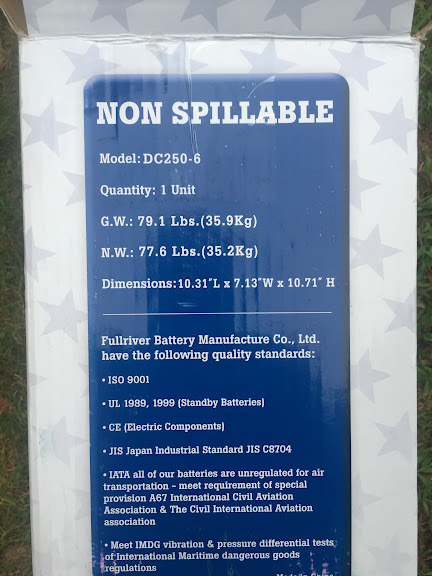 NON SPILLABLE
Model: DC250-6
Quantity: 1 Unit
G.W.: 79.1 Lbs.(35.9Kg)
N.W.: 77.6 Lbs.(35.2Kg)
Dimensions:10.31"L x 7.13"W x 10.71" H
Fullriver Battery Manufacture Co., Ltd.
have the following quality standards:
• ISO 9001
• UL 1989, 1999 (Standby Batteries)
• CE (Electric Components)
• JIS Japan Industrial Standard JIS C8704
• IATA all of our batteries are unregulated for air
transportation – meet requirement of special
provision A67 International Civil Aviation
Association & The Civil International Aviation
association
• Meet IMDG vibration & pressure differential tests
of International Maritime dangerous goods
regulations
Made in China